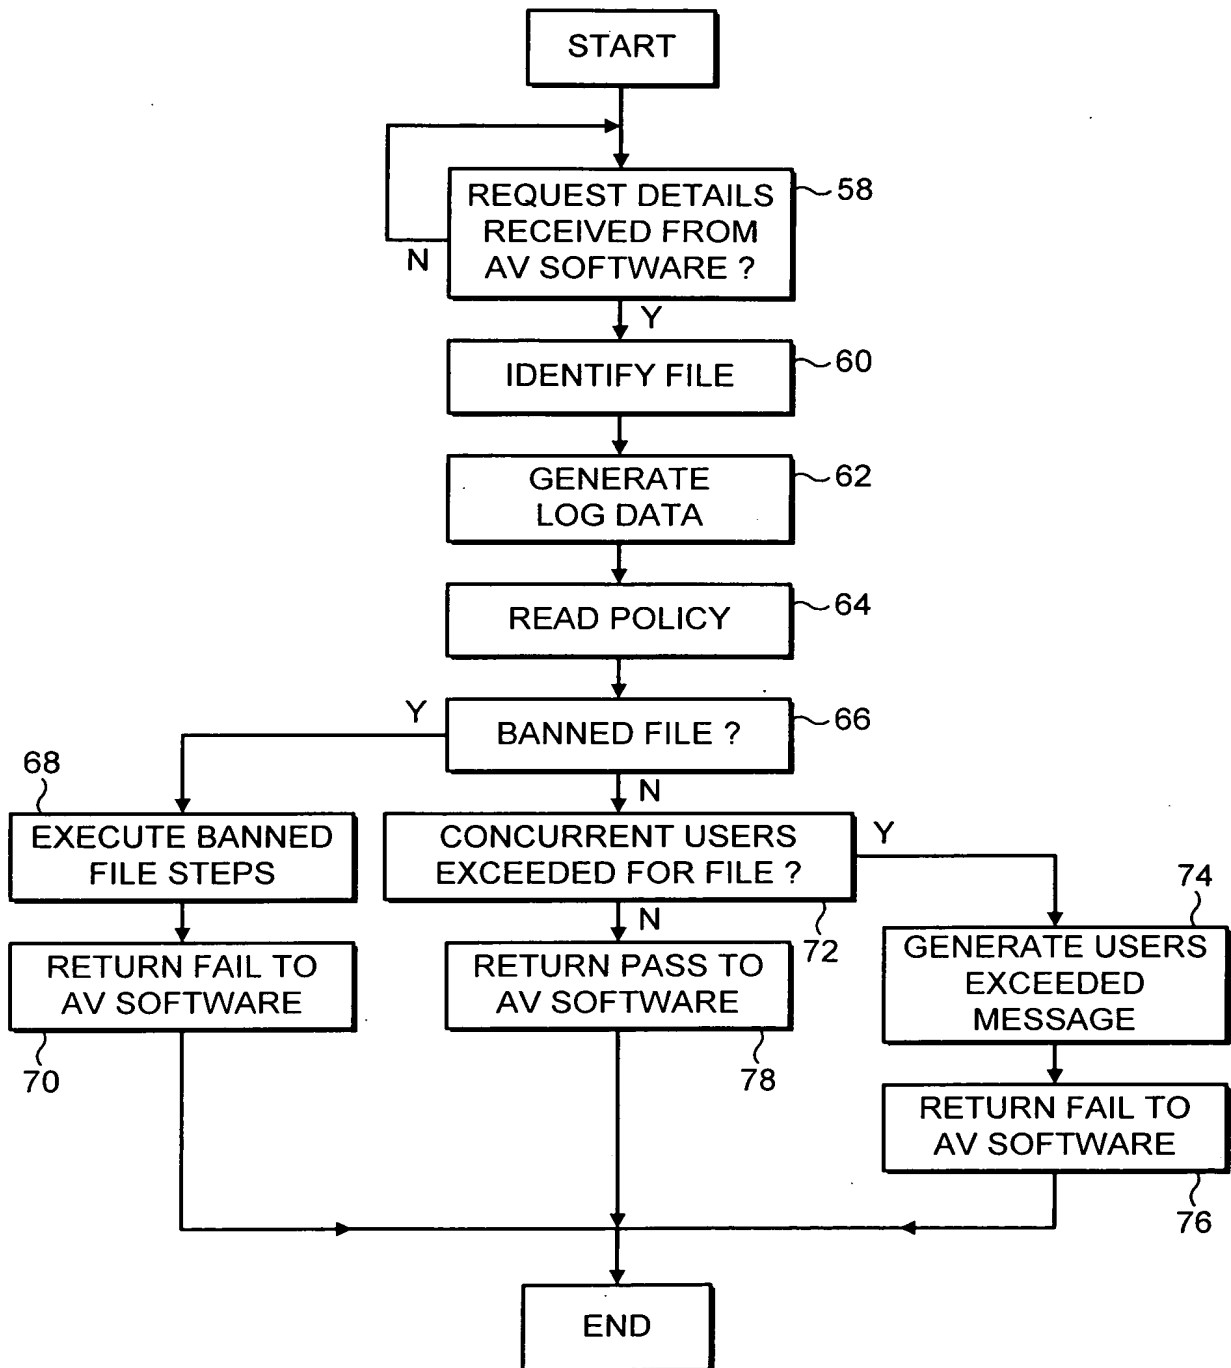 START
REQUEST DETAILS
RECEIVED FROM
AV SOFTWARE ?
58
N
Y
IDENTIFY FILE
60
GENERATE
LOG DATA
62
READ POLICY
64
Y
BANNED FILE ?
66
N
68
EXECUTE BANNED
FILE STEPS
CONCURRENT USERS
EXCEEDED FOR FILE ?
Y
72
N
74
RETURN FAIL TO
AV SOFTWARE
70
RETURN PASS TO
AV SOFTWARE
78
GENERATE USERS
EXCEEDED
MESSAGE
RETURN FAIL TO
AV SOFTWARE
76
END